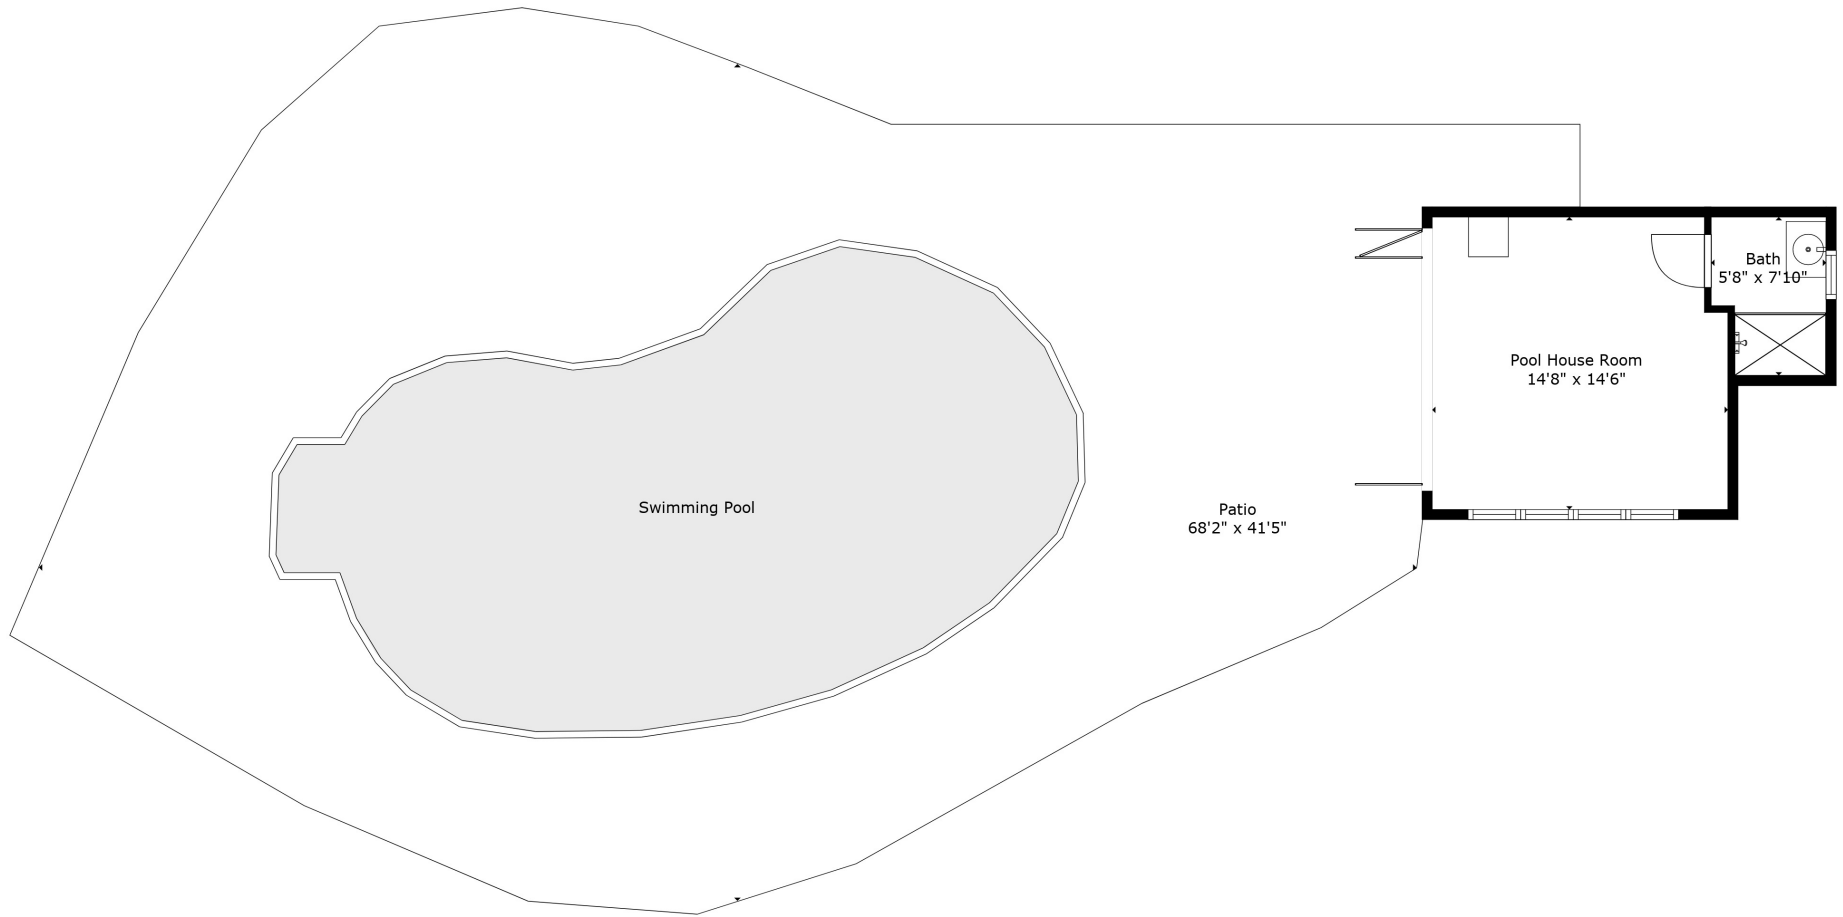 Bath
5'8" x 7'10"
Pool House Room
14'8" x 14'6"
Swimming Pool
Patio
68'2" x 41'5"